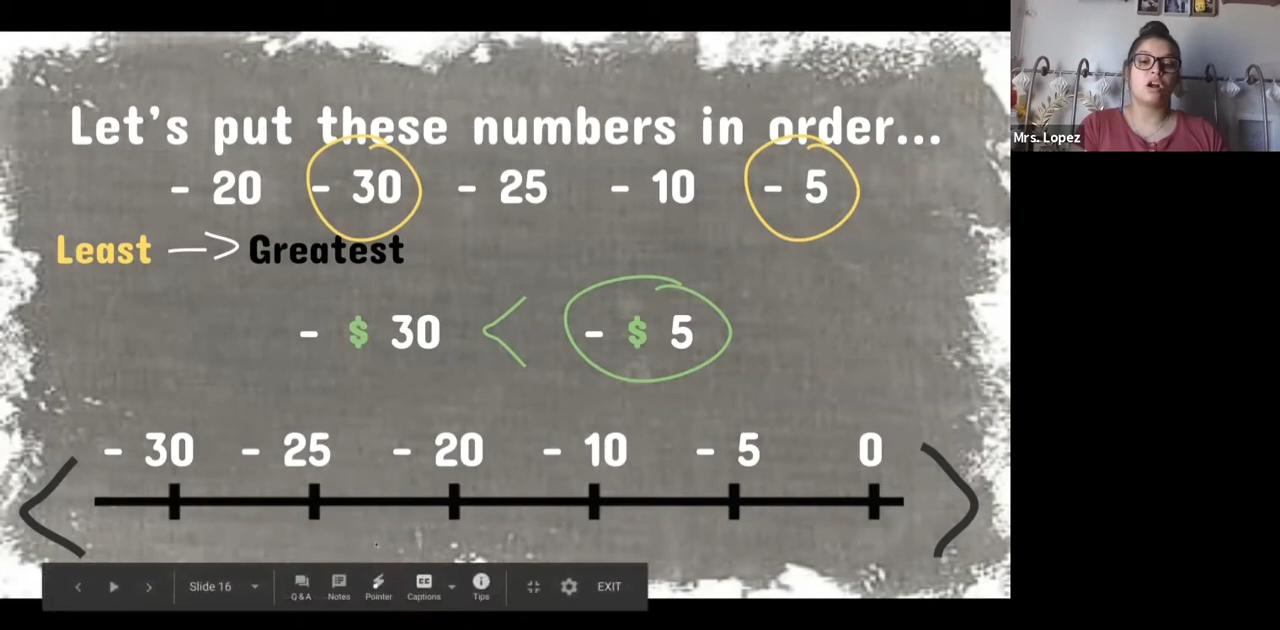 Let's put these numbers in order...
- 20 - 30 - 25 - 10 - 5
Least —> Greatest
- $ 30 < - $ 5
- 30 - 25 - 20 - 10 - 5 0
Slide 16 Q & A Notes Pointer Captions Tips EXIT
Mrs. Lopez